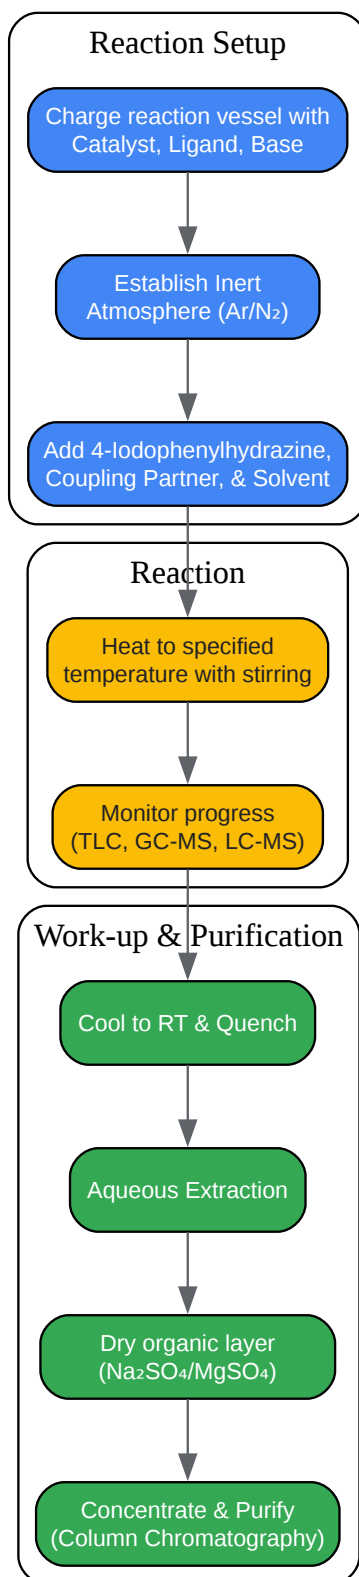 Reaction Setup
Charge reaction vessel with
Catalyst, Ligand, Base
Establish Inert
Atmosphere (Ar/N₂)
Add 4-Iodophenylhydrazine,
Coupling Partner, & Solvent
Reaction
Heat to specified
temperature with stirring
Monitor progress
(TLC, GC-MS, LC-MS)
Work-up & Purification
Cool to RT & Quench
Aqueous Extraction
Dry organic layer
(Na₂SO₄/MgSO₄)
Concentrate & Purify
(Column Chromatography)